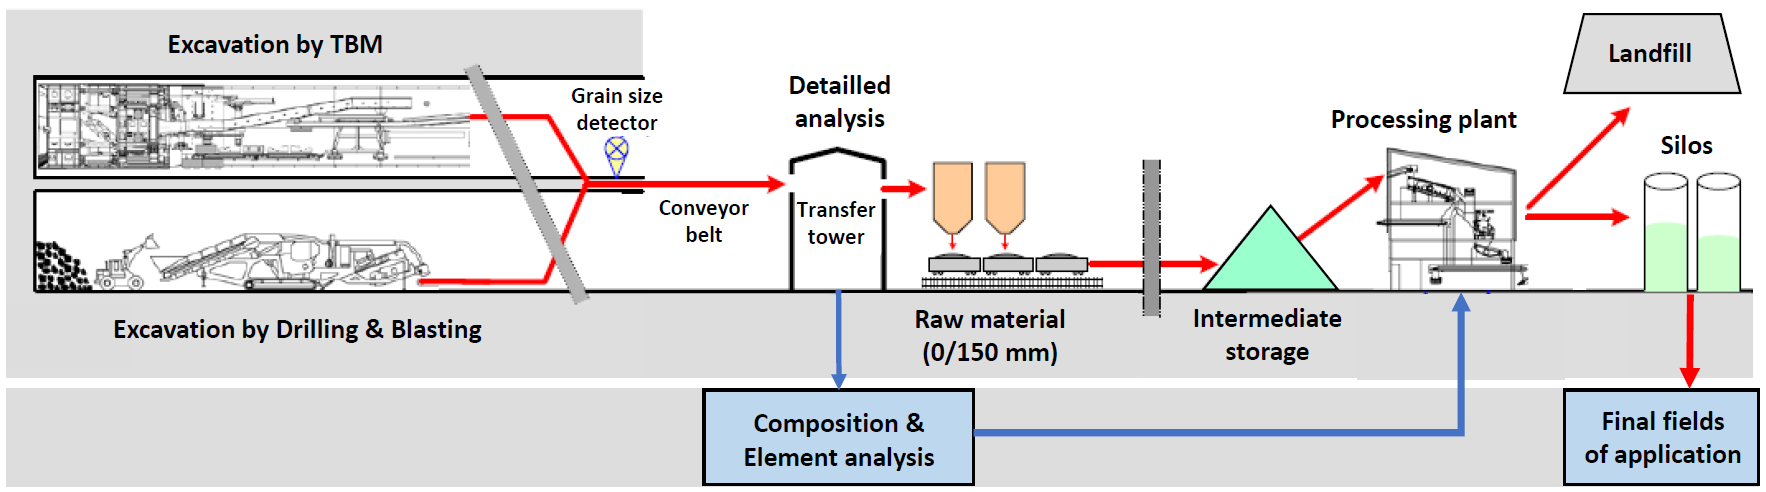 Excavation by TBM
Grain size
detector
Detailled
analysis
Conveyor
belt
Transfer
tower
Excavation by Drilling & Blasting
Raw material
(0/150 mm)
Intermediate
storage
Processing plant
Landfill
Silos
Composition &
Element analysis
Final fields
of application